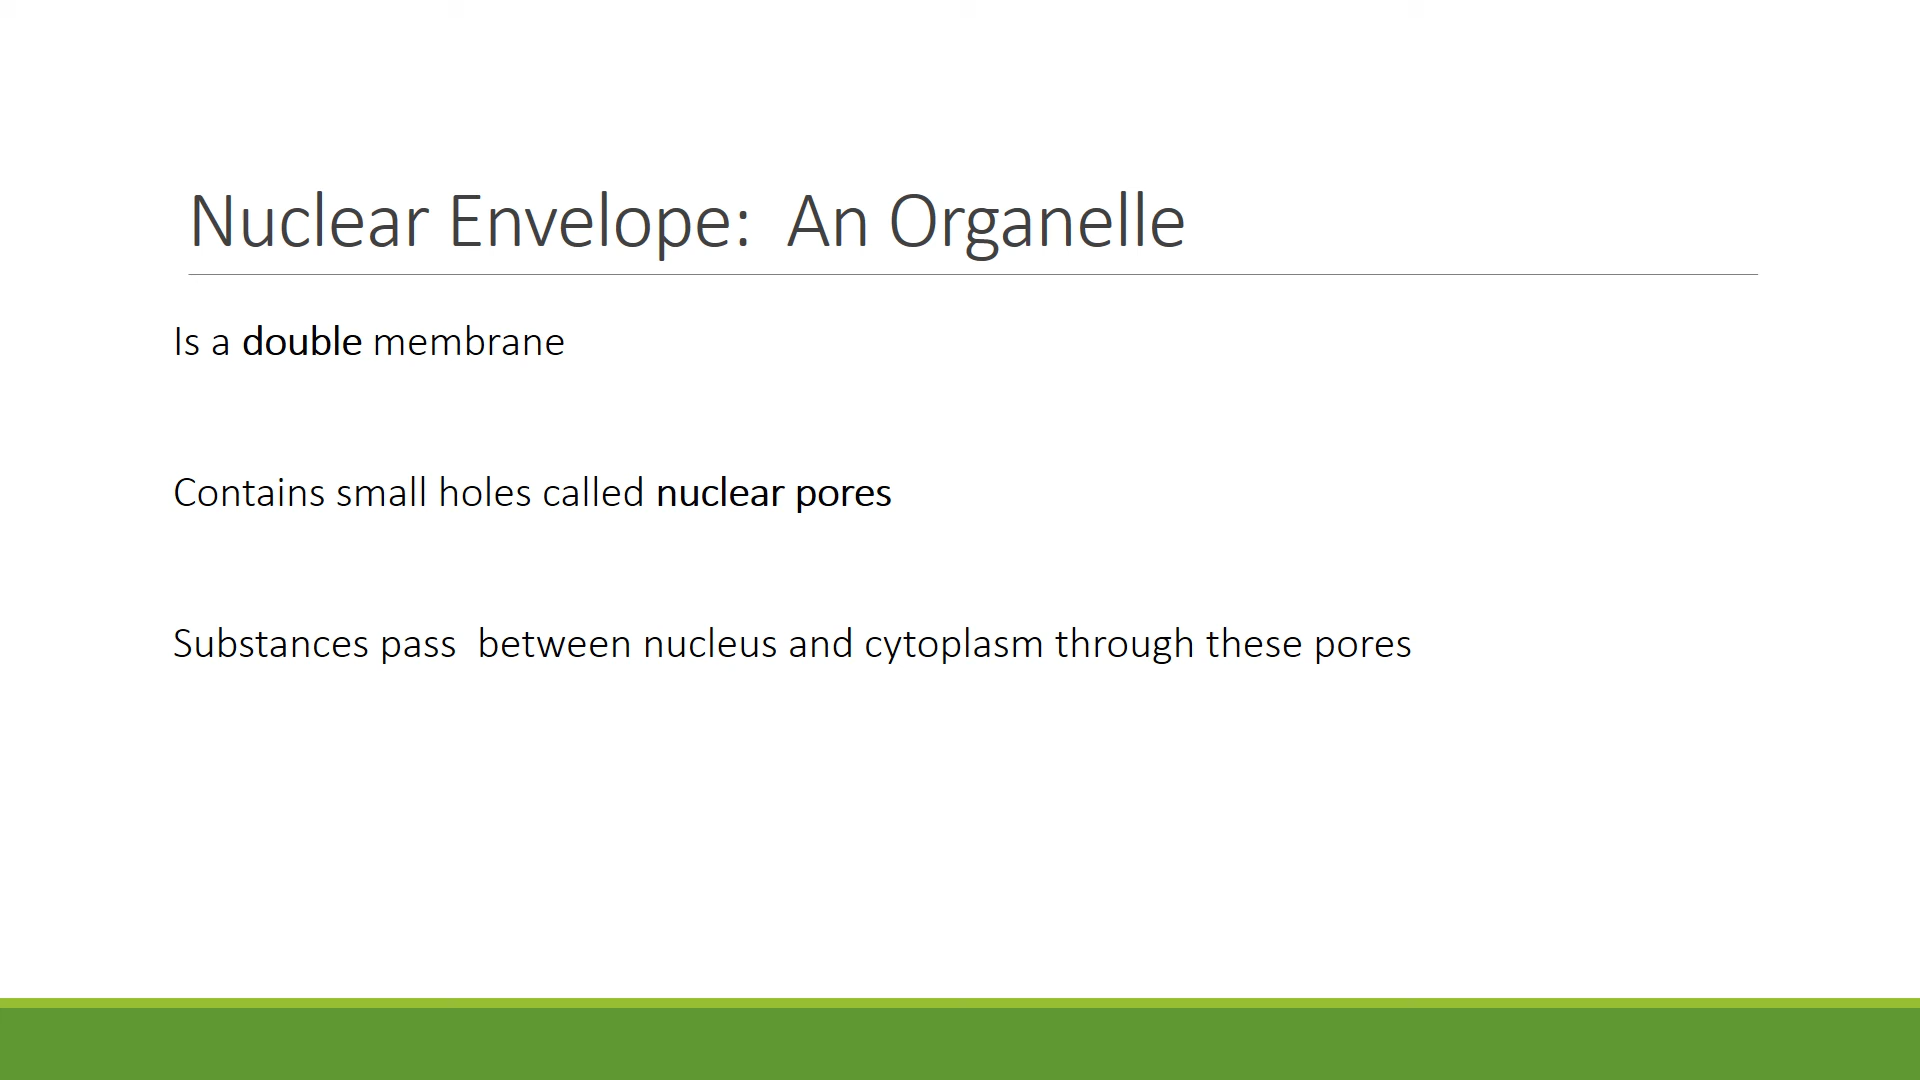 Nuclear Envelope:  An Organelle
Is a double membrane
Contains small holes called nuclear pores
Substances pass  between nucleus and cytoplasm through these pores